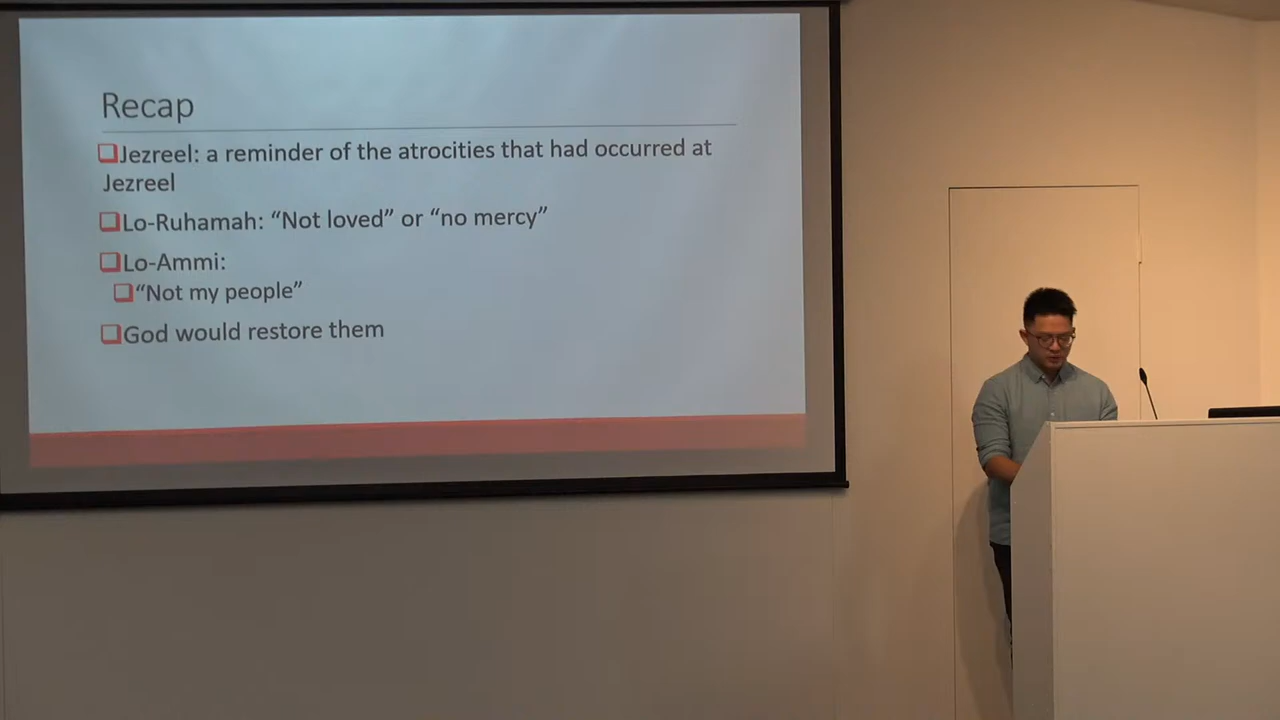 Recap
Jezreel: a reminder of the atrocities that had occurred at
Jezreel
Lo-Ruhamah: “Not loved” or “no mercy”
Lo-Ammi:
“Not my people”
God would restore them